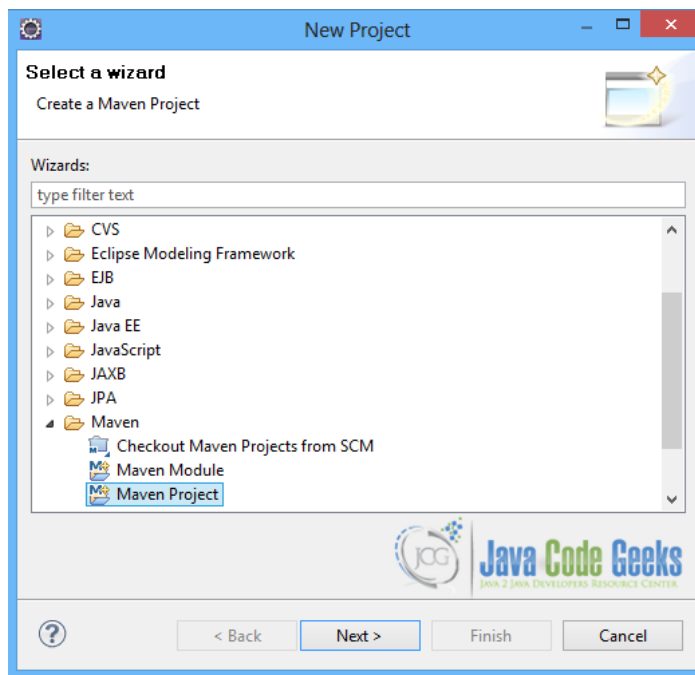 New Project
Select a wizard
Create a Maven Project
Wizards:
type filter text
CVS
Eclipse Modeling Framework
EJB
Java
Java EE
JavaScript
JAXB
JPA
Maven
Checkout Maven Projects from SCM
Maven Module
Maven Project
JCG
Java Code Geeks
JAVA 2 JAVA DEVELOPERS RESOURCE CENTER
? < Back Next > Finish Cancel